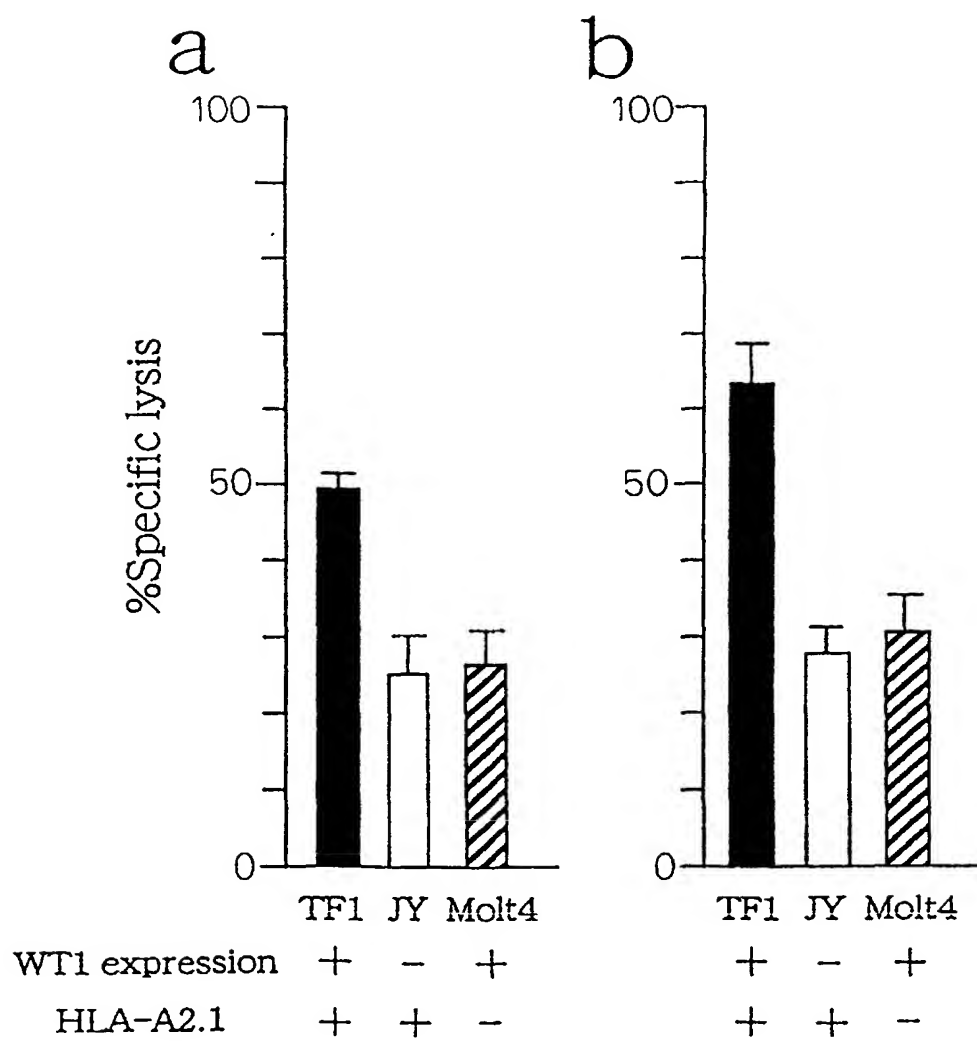 a
b
%Specific lysis
100
50
0
100
50
0
TF1 JY Molt4
TF1 JY Molt4
WT1 expression + − + + − +
HLA-A2.1 + + − + + −